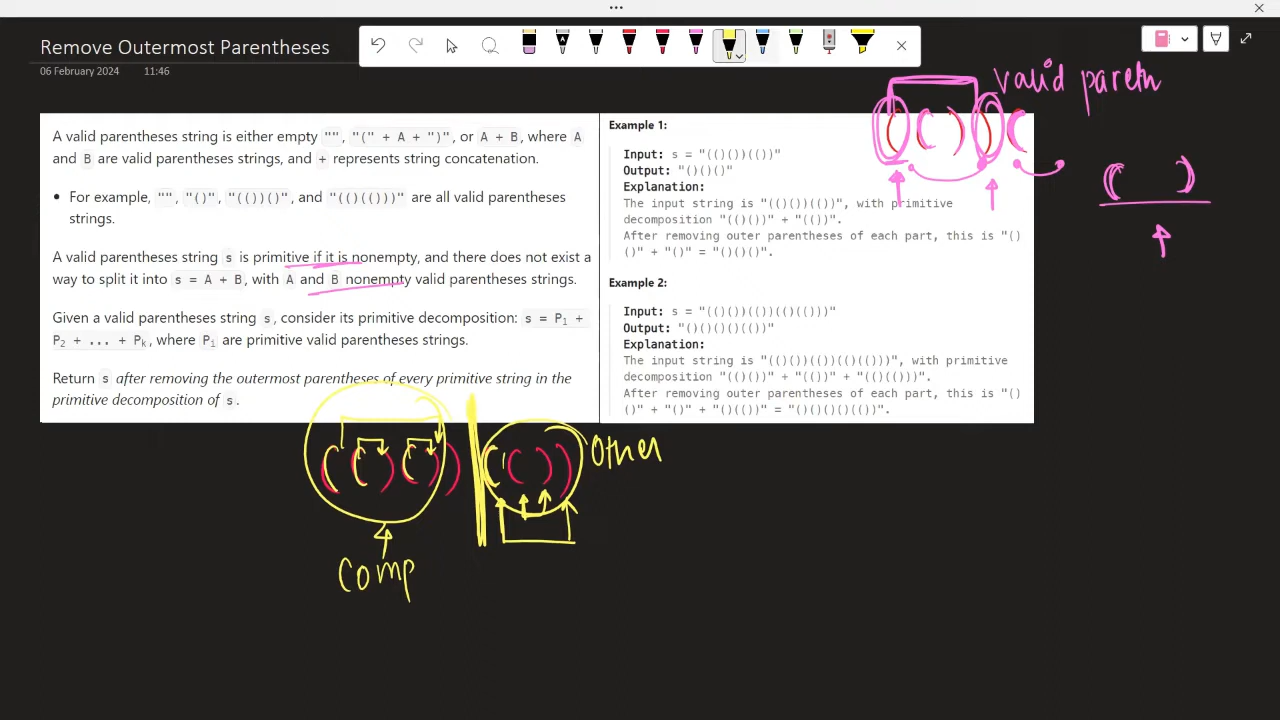 Remove Outermost Parentheses
06 February 2024 11:46
A valid parentheses string is either empty "", "(" + A + ")", or A + B, where A
and B are valid parentheses strings, and + represents string concatenation.
• For example, "", "()", "(())()", and "(()(()))" are all valid parentheses
strings.
A valid parentheses string s is primitive if it is nonempty, and there does not exist a
way to split it into s = A + B, with A and B nonempty valid parentheses strings.
Given a valid parentheses string s, consider its primitive decomposition: s = P1 +
P2 + ... + Pk, where Pi are primitive valid parentheses strings.
Return s after removing the outermost parentheses of every primitive string in the
primitive decomposition of s.
Example 1:
Input: s = "(()())(())"
Output: "()()()"
Explanation:
The input string is "(()())(())", with primitive
decomposition "(()())" + "(())".
After removing outer parentheses of each part, this is "()
()" + "()" = "()()()".
Example 2:
Input: s = "(()())(())(()(()))"
Output: "()()()()(())"
Explanation:
The input string is "(()())(())(()(()))", with primitive
decomposition "(()())" + "(())" + "(()(()))".
After removing outer parentheses of each part, this is "()
()" + "()" + "()(())" = "()()()()(())".
valid pareth
( ( ) ) (
( )
( ( ) ( ) ) ( ( ) )
Other
Comp